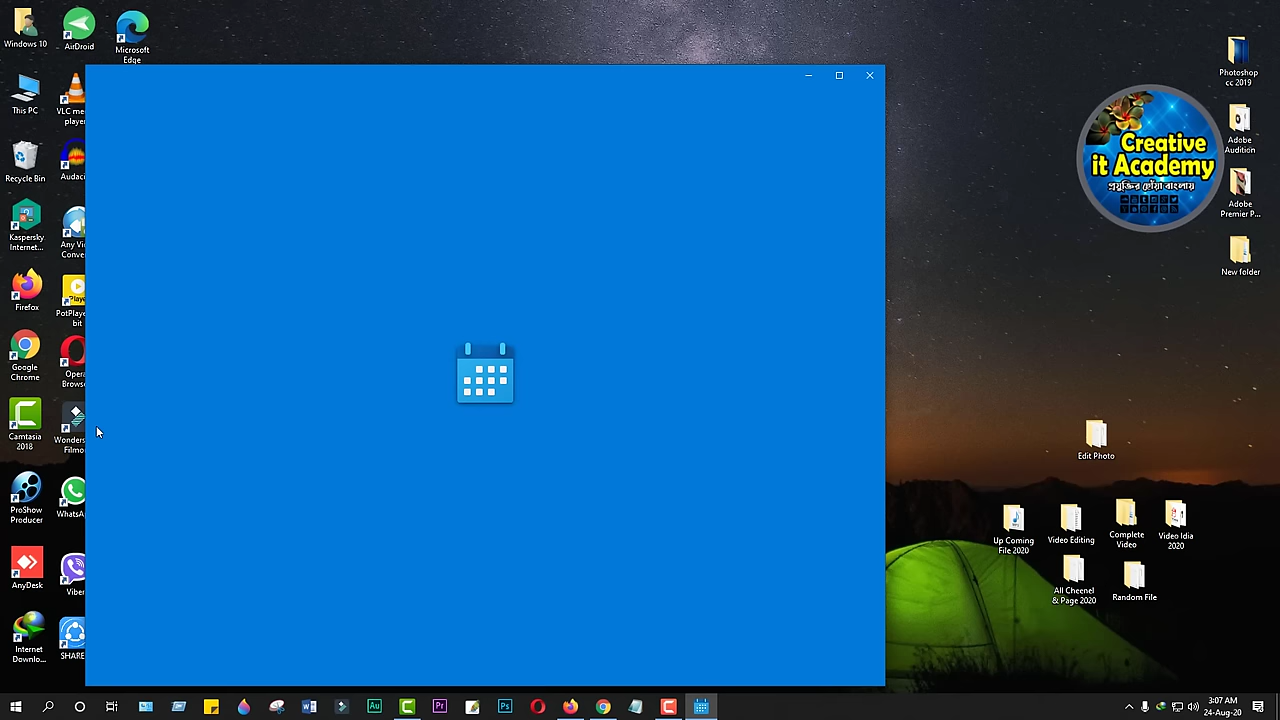 Windows 10
AirDroid
Microsoft
Edge
This PC
VLC me
player
Recycle Bin
Audaci
Kaspersky
Internet...
Any Vi
Conve
Firefox
PotPlaye
bit
Google
Chrome
Opera
Brows
Camtasia
2018
Wonders
Filmo
ProShow
Producer
WhatsA
AnyDesk
Viber
Internet
Downlo...
SHARE
Photoshop
cc 2019
Creative
it Academy
প্রযুক্তির ছোঁয়া বাংলায়
Adobe
Audition
Adobe
Premier P...
New folder
Edit Photo
Up Coming
File 2020
Video Editing
Complete
Video
Video Idia
2020
All Cheenel
& Page 2020
Random File
3:07 AM
24-Aug-20